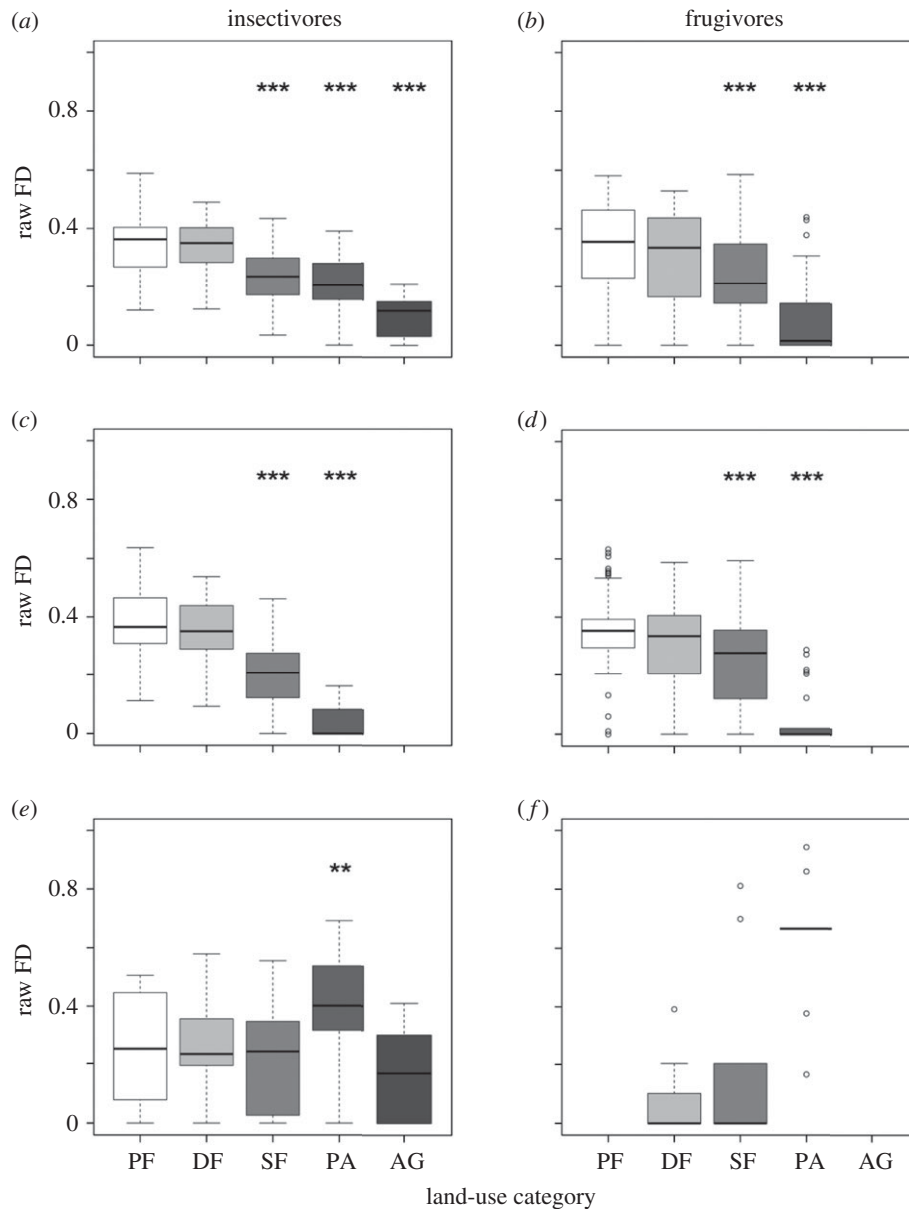 (a) insectivores (b) frugivores
*** *** *** *** ***
0.8
raw FD
0.4
0
(c) (d)
*** *** *** ***
0.8
raw FD
0.4
0
(e) (f)
**
0.8
raw FD
0.4
0
PF DF SF PA AG PF DF SF PA AG
land-use category